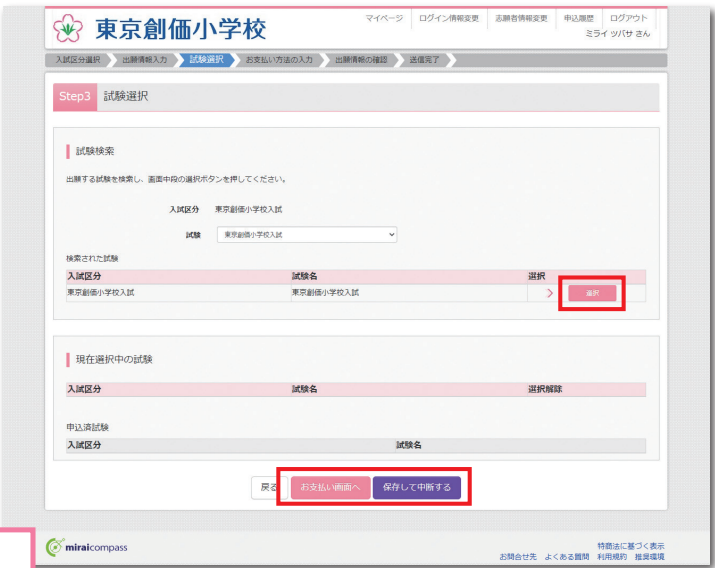 東京創価小学校
マイページ ログイン情報変更 志願者情報変更 申込履歴 ログアウト
ミライ ツバサ さん
入試区分選択 出願情報入力 試験選択 お支払い方法の入力 出願情報の確認 送信完了
Step3 試験選択
試験検索
出願する試験を検索し、画面中段の選択ボタンを押してください。
入試区分 東京創価小学校入試
試験 東京創価小学校入試
検索された試験
入試区分 試験名 選択
東京創価小学校入試 東京創価小学校入試 選択
現在選択中の試験
入試区分 試験名 選択解除
申込済試験
入試区分 試験名
戻る お支払い画面へ 保存して中断する
miraicompass
特商法に基づく表示
お問合せ先 よくある質問 利用規約 推奨環境